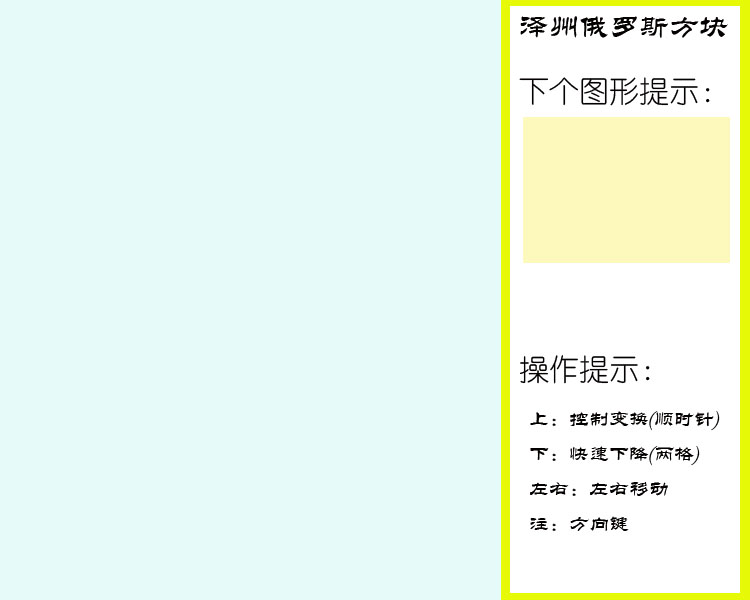 泽州俄罗斯方块
下个图形提示：
操作提示：
上：控制变换(顺时针)
下：快速下降(两格)
左右：左右移动
注：方向键